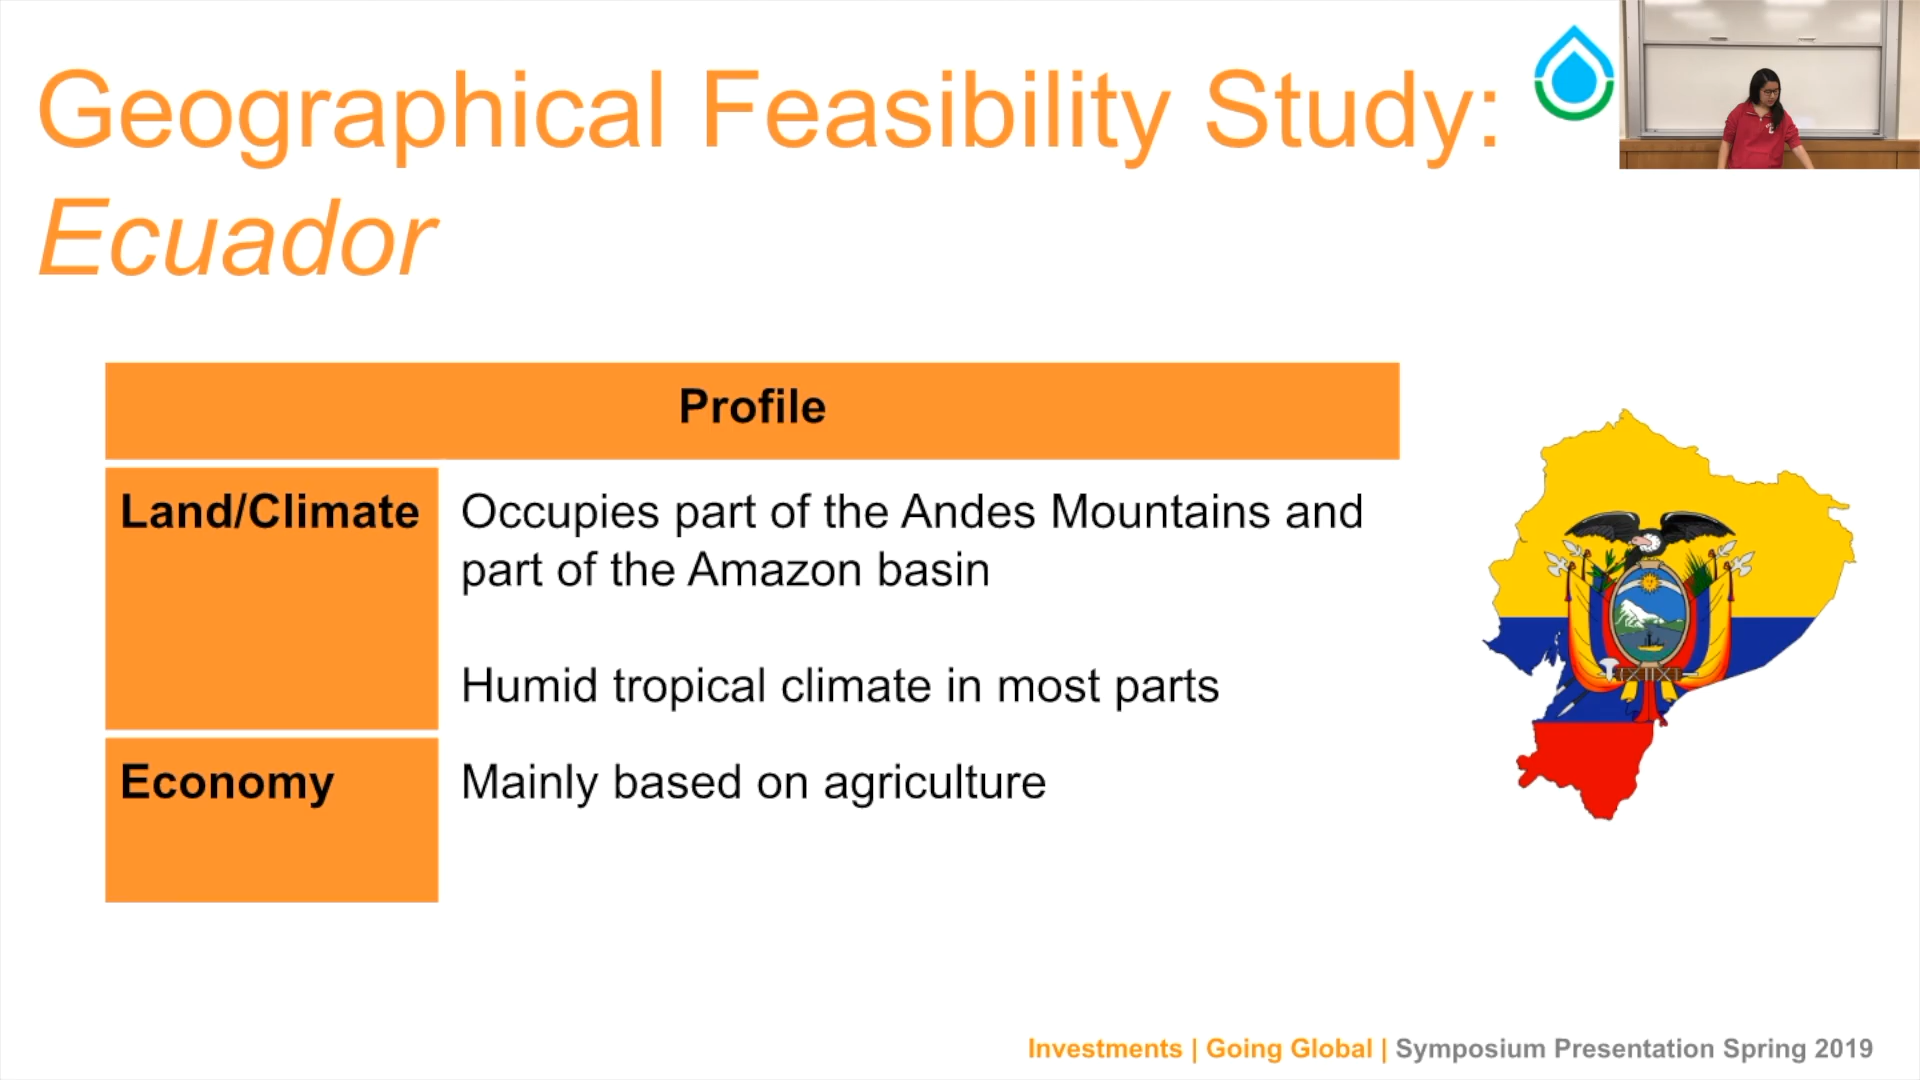 Geographical Feasibility Study:
Ecuador
Profile
Land/Climate
Occupies part of the Andes Mountains and
part of the Amazon basin
Humid tropical climate in most parts
Economy
Mainly based on agriculture
Investments | Going Global | Symposium Presentation Spring 2019